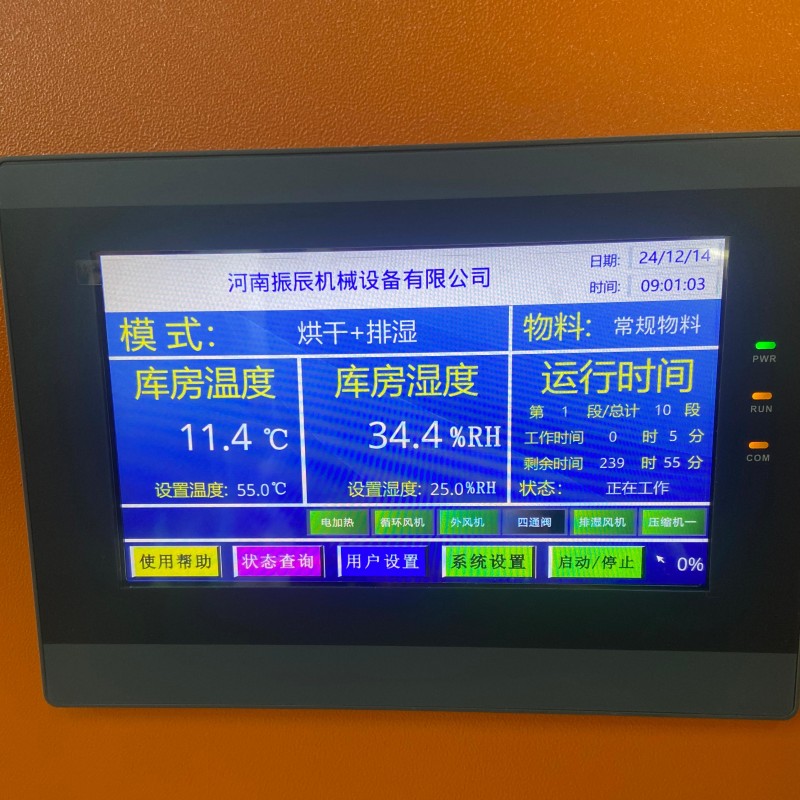 河南振辰机械设备有限公司
日期: 24/12/14
时间: 09:01:03
模式: 烘干+排湿
物料: 常规物料
库房温度
11.4 ℃
设置温度: 55.0℃
库房湿度
34.4 %RH
设置湿度: 25.0%RH
运行时间
第 1 段/总计 10 段
工作时间 0 时 5 分
剩余时间 239 时 55 分
状态: 正在工作
电加热 循环风机 外风机 四通阀 排湿风机 压缩机一
使用帮助 状态查询 用户设置 系统设置 启动/停止 0%
PWR
RUN
COM